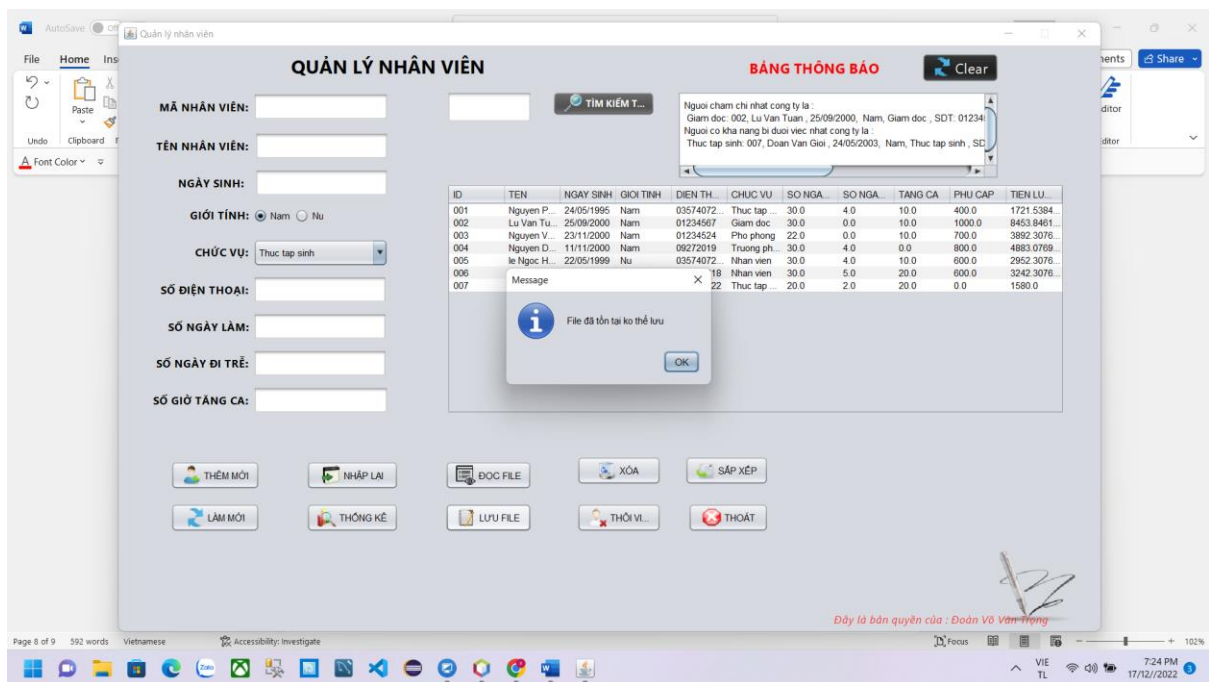 AutoSave Off
Quản lý nhân viên
File Home Ins
ments Share
Paste
Undo Clipboard
Font Color
ditor
ditor
QUẢN LÝ NHÂN VIÊN
BẢNG THÔNG BÁO
Clear
MÃ NHÂN VIÊN:
TÌM KIẾM T...
TÊN NHÂN VIÊN:
NGÀY SINH:
GIỚI TÍNH: Nam Nu
CHỨC VỤ: Thuc tap sinh
SỐ ĐIỆN THOẠI:
SỐ NGÀY LÀM:
SỐ NGÀY ĐI TRỄ:
SỐ GIỜ TĂNG CA:
Nguoi cham chi nhat cong ty la :
Giam doc: 002, Lu Van Tuan , 25/09/2000, Nam, Giam doc , SDT: 01234
Nguoi co kha nang bi duoi viec nhat cong ty la :
Thuc tap sinh: 007, Doan Van Gioi , 24/05/2003, Nam, Thuc tap sinh , SD
ID TEN NGAY SINH GIOI TINH DIEN TH... CHUC VU SO NGA... SO NGA... TANG CA PHU CAP TIEN LU...
001 Nguyen P... 24/05/1995 Nam 03574072... Thuc tap ... 30.0 4.0 10.0 400.0 1721.5384...
002 Lu Van Tu... 25/09/2000 Nam 01234567 Giam doc 30.0 0.0 10.0 1000.0 8453.8461...
003 Nguyen V... 23/11/2000 Nam 01234524 Pho phong 22.0 0.0 10.0 700.0 3892.3076...
004 Nguyen D... 11/11/2000 Nam 09272019 Truong ph... 30.0 4.0 0.0 800.0 4883.0769...
005 le Ngoc H... 22/05/1999 Nu 03574072... Nhan vien 30.0 4.0 10.0 600.0 2952.3076...
006 18 Nhan vien 30.0 5.0 20.0 600.0 3242.3076...
007 22 Thuc tap ... 20.0 2.0 20.0 0.0 1580.0
Message
File đã tồn tại ko thể lưu
OK
THÊM MỚI NHẬP LẠI ĐỌC FILE XÓA SẮP XẾP
LÀM MỚI THỐNG KÊ LƯU FILE THÔI VI... THOÁT
Đây là bản quyền của : Đoàn Võ Văn Trọng
Page 8 of 9 592 words Vietnamese Accessibility: Investigate Focus 102%
Zalo
VIE
TL
7:24 PM
17/12//2022
3